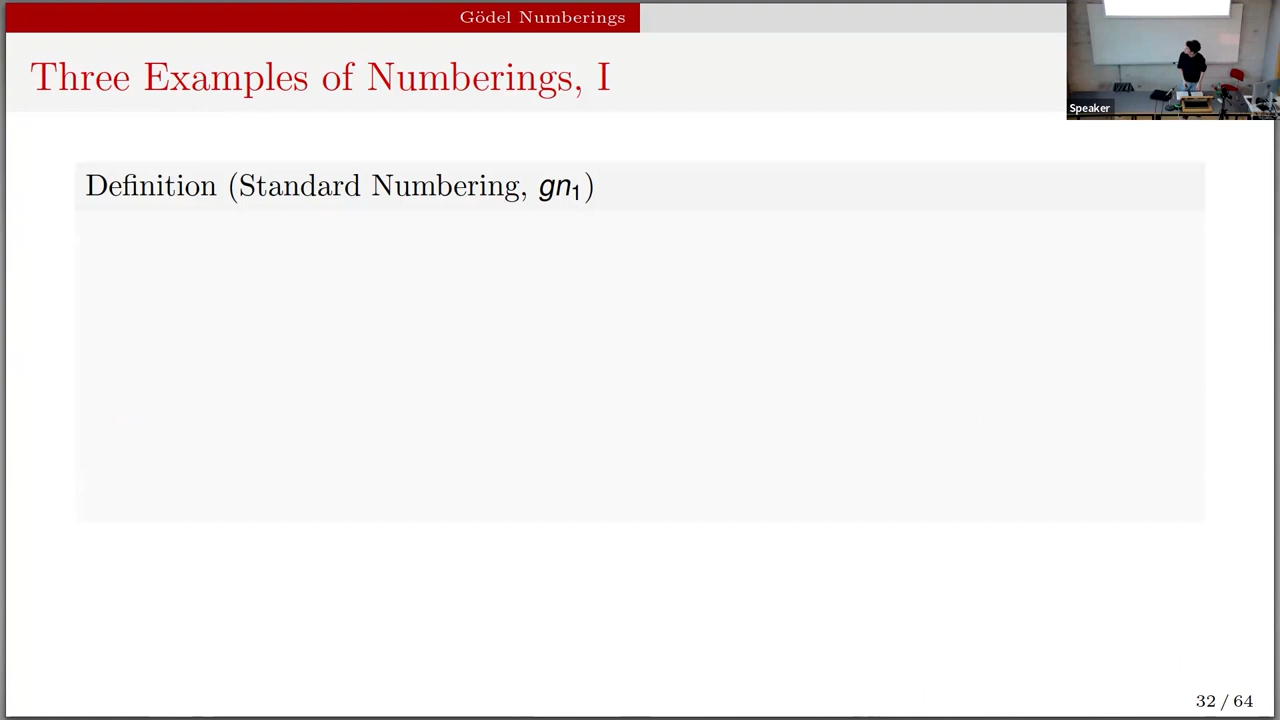 Gödel Numberings
Three Examples of Numberings, I
Speaker
Definition (Standard Numbering, gn₁)
32 / 64